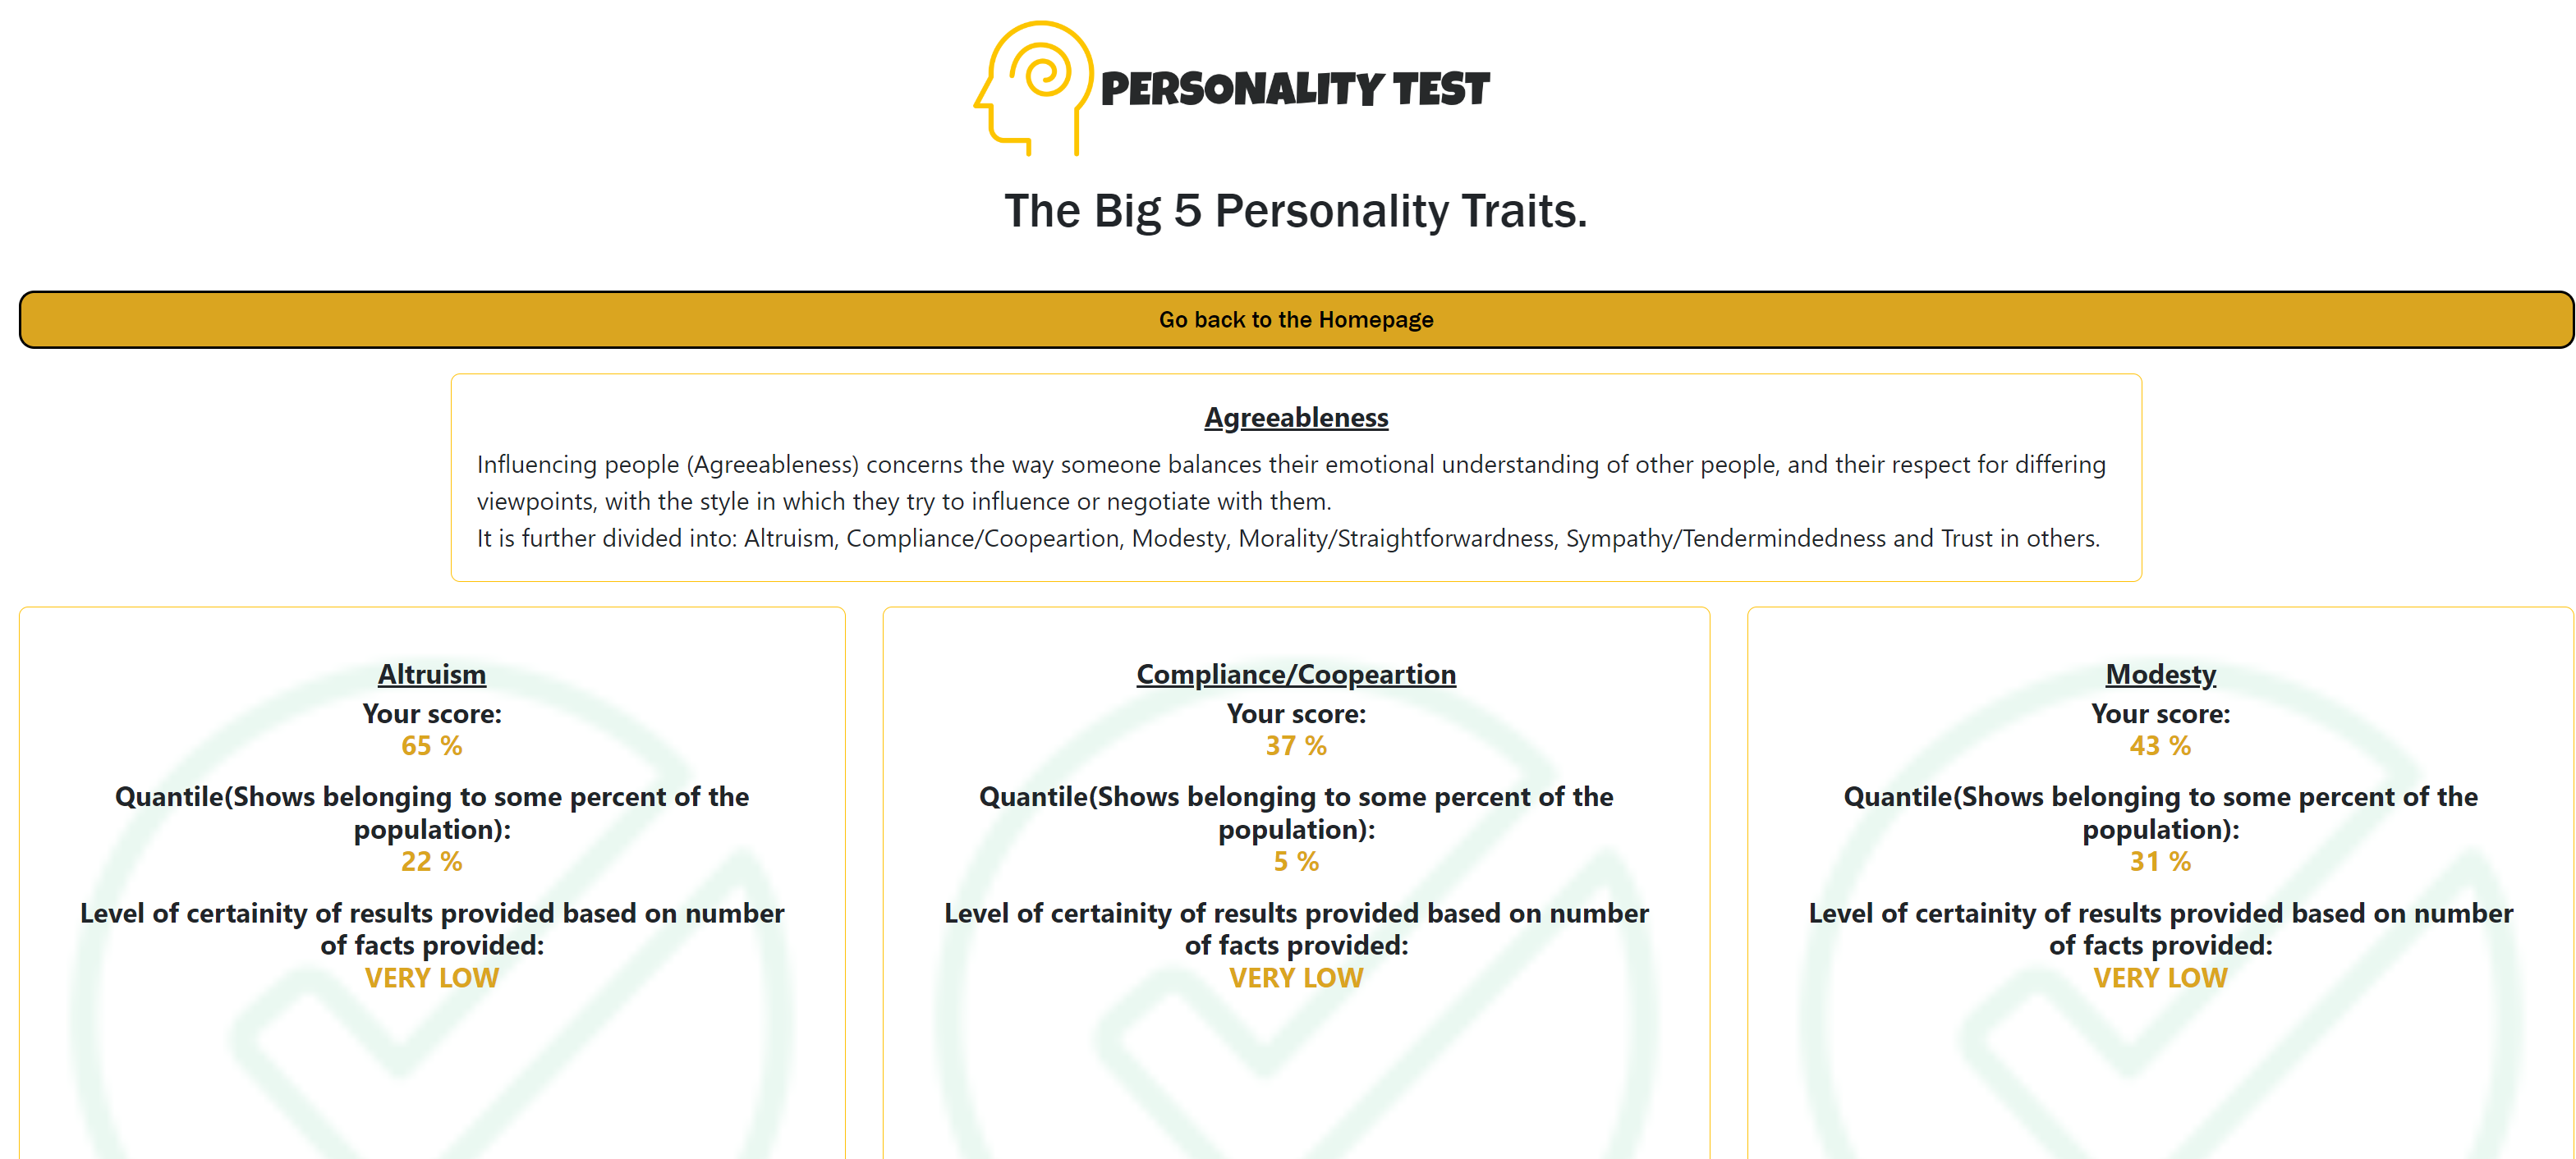 PERSONALITY TEST
The Big 5 Personality Traits.
Go back to the Homepage
Agreeableness
Influencing people (Agreeableness) concerns the way someone balances their emotional understanding of other people, and their respect for differing
viewpoints, with the style in which they try to influence or negotiate with them.
It is further divided into: Altruism, Compliance/Coopeartion, Modesty, Morality/Straightforwardness, Sympathy/Tendermindedness and Trust in others.
Altruism
Your score:
65 %
Quantile(Shows belonging to some percent of the
population):
22 %
Level of certainity of results provided based on number
of facts provided:
VERY LOW
Compliance/Coopeartion
Your score:
37 %
Quantile(Shows belonging to some percent of the
population):
5 %
Level of certainity of results provided based on number
of facts provided:
VERY LOW
Modesty
Your score:
43 %
Quantile(Shows belonging to some percent of the
population):
31 %
Level of certainity of results provided based on number
of facts provided:
VERY LOW